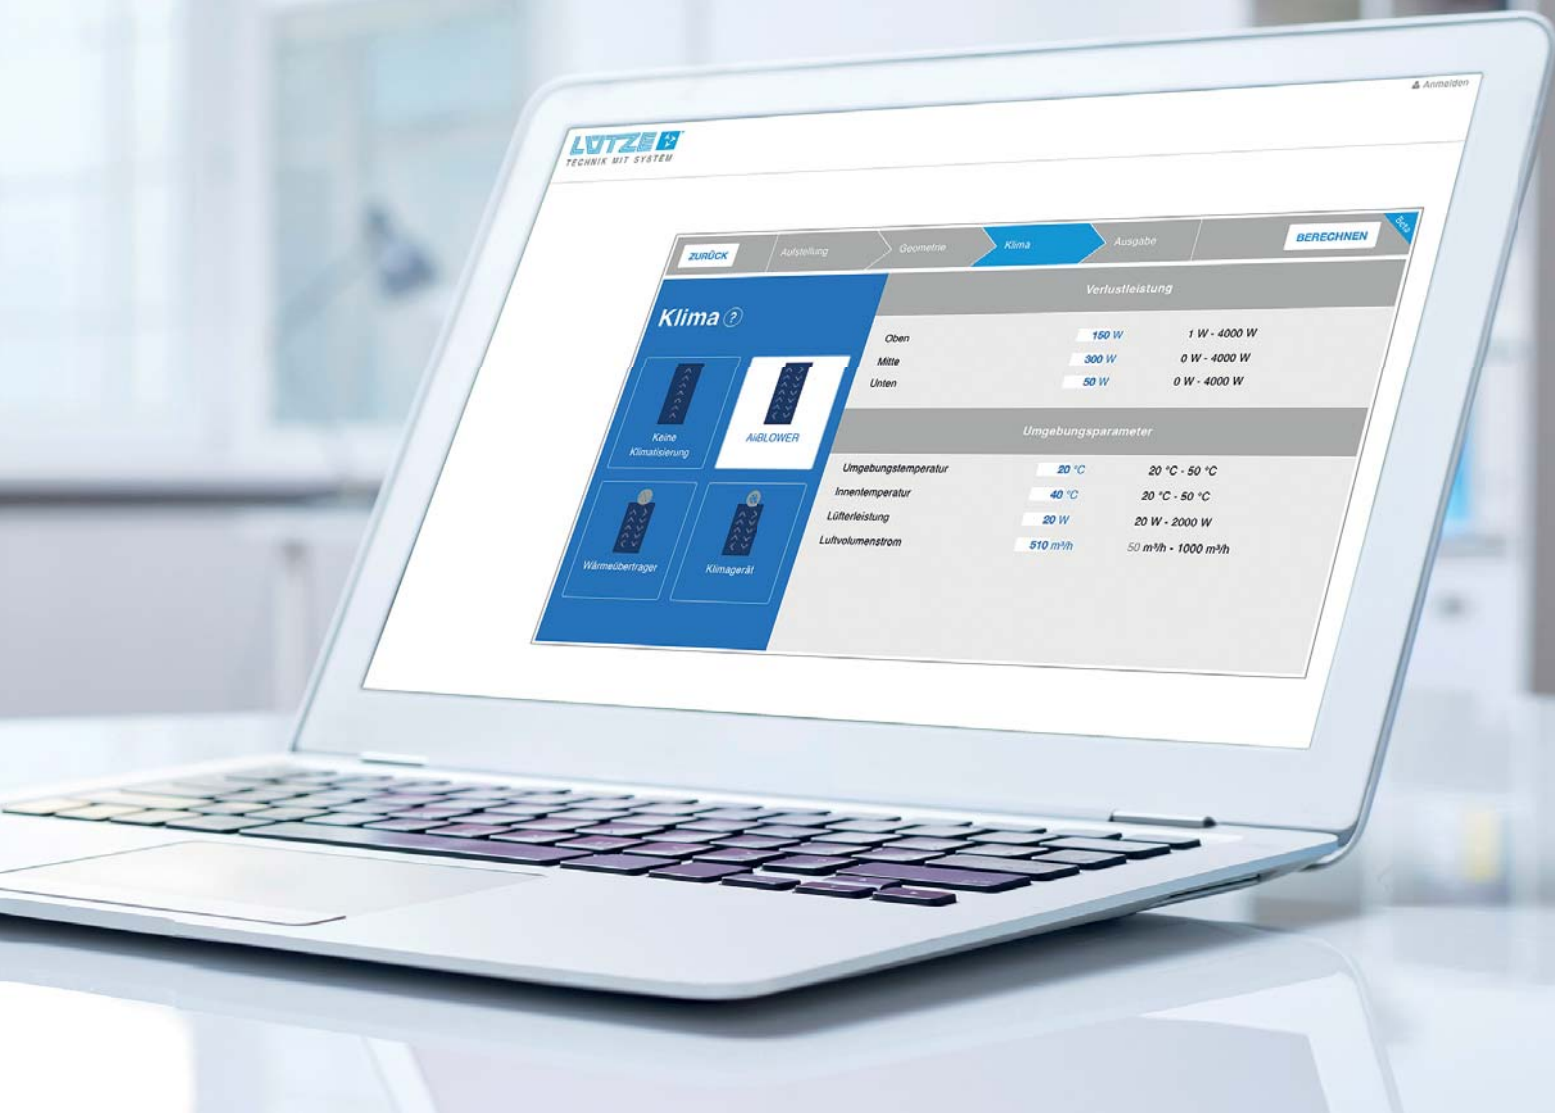 Anmelden
LÜTZE
TECHNIK MIT SYSTEM
ZURÜCK
Aufstellung
Geometrie
Klima
Ausgabe
BERECHNEN
Beta
Klima ?
Keine
Klimatisierung
AirBLOWER
Wärmeübertrager
Klimagerät
Verlustleistung
Oben 150 W 1 W - 4000 W
Mitte 300 W 0 W - 4000 W
Unten 50 W 0 W - 4000 W
Umgebungsparameter
Umgebungstemperatur 20 °C 20 °C - 50 °C
Innentemperatur 40 °C 20 °C - 50 °C
Lüfterleistung 20 W 20 W - 2000 W
Luftvolumenstrom 510 m³/h 50 m³/h - 1000 m³/h